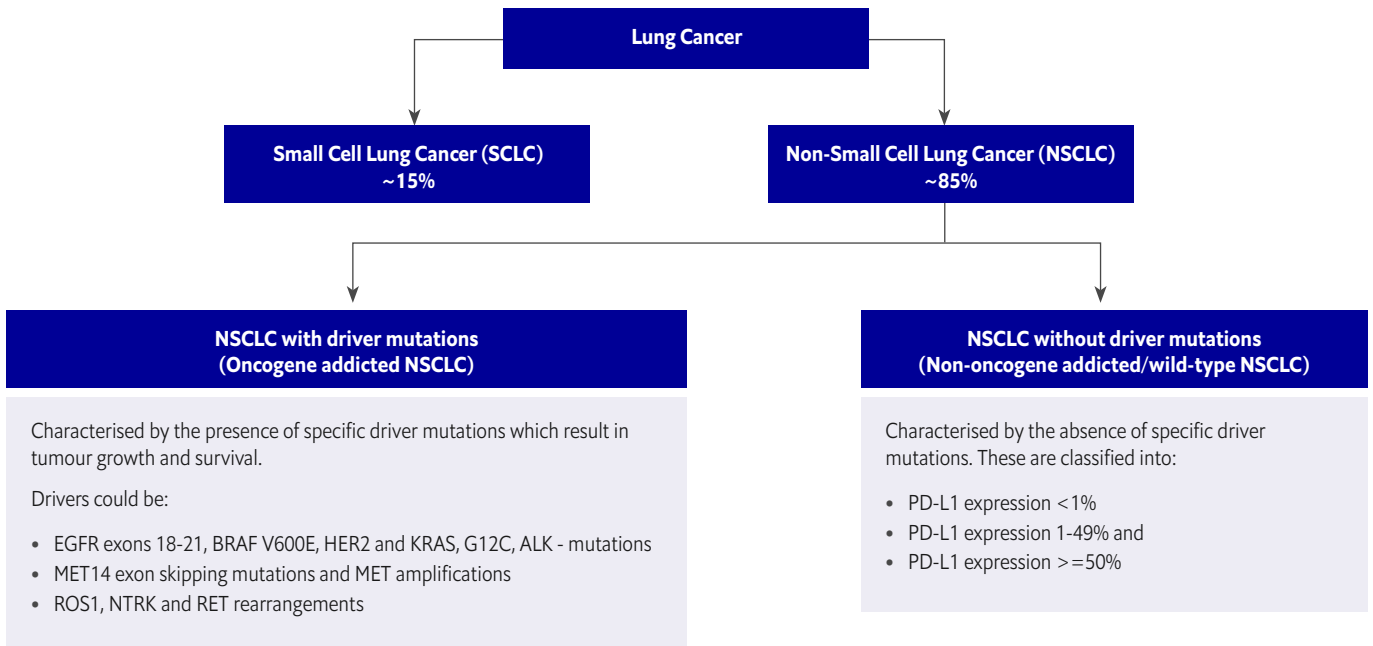 Lung Cancer
Small Cell Lung Cancer (SCLC)
~15%
Non-Small Cell Lung Cancer (NSCLC)
~85%
NSCLC with driver mutations
(Oncogene addicted NSCLC)
Characterised by the presence of specific driver mutations which result in
tumour growth and survival.
Drivers could be:
• EGFR exons 18-21, BRAF V600E, HER2 and KRAS, G12C, ALK - mutations
• MET14 exon skipping mutations and MET amplifications
• ROS1, NTRK and RET rearrangements
NSCLC without driver mutations
(Non-oncogene addicted/wild-type NSCLC)
Characterised by the absence of specific driver
mutations. These are classified into:
• PD-L1 expression <1%
• PD-L1 expression 1-49% and
• PD-L1 expression >=50%